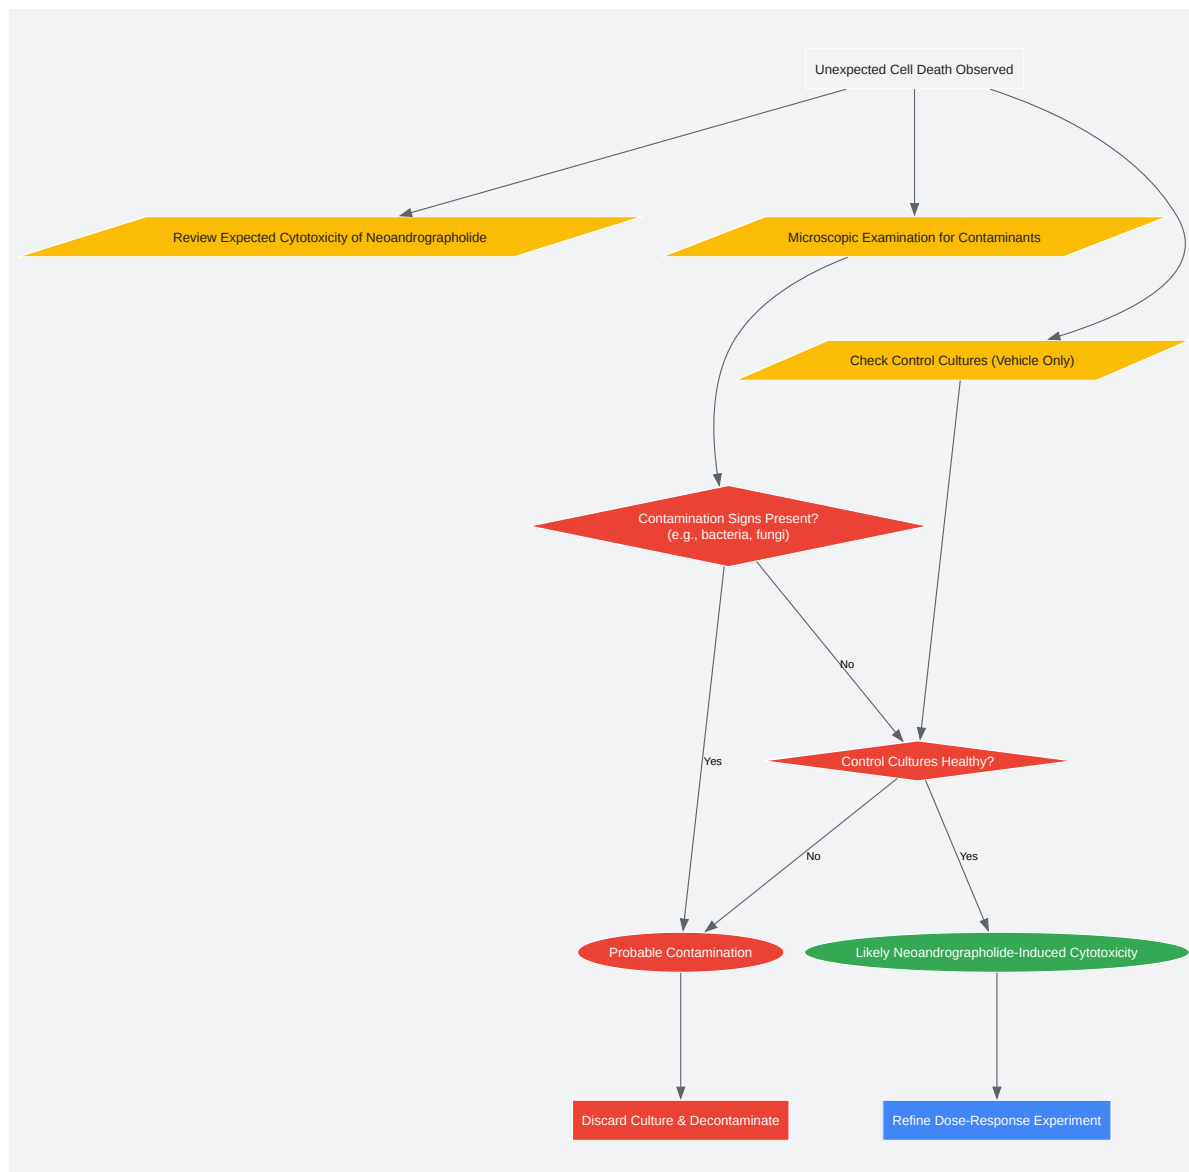 Unexpected Cell Death Observed
Review Expected Cytotoxicity of Neoandrographolide
Microscopic Examination for Contaminants
Check Control Cultures (Vehicle Only)
Contamination Signs Present?
(e.g., bacteria, fungi)
No
Yes
Control Cultures Healthy?
No
Yes
Probable Contamination
Likely Neoandrographolide-Induced Cytotoxicity
Discard Culture & Decontaminate
Refine Dose-Response Experiment